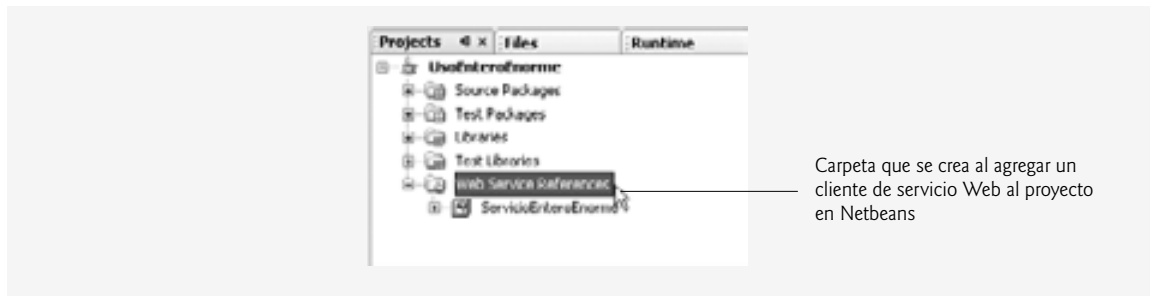 Projects
Files
Runtime
UsoEnteroEnorme
Source Packages
Test Packages
Libraries
Test Libraries
Web Service References
ServicioEnteroEnorme
Carpeta que se crea al agregar un
cliente de servicio Web al proyecto
en Netbeans